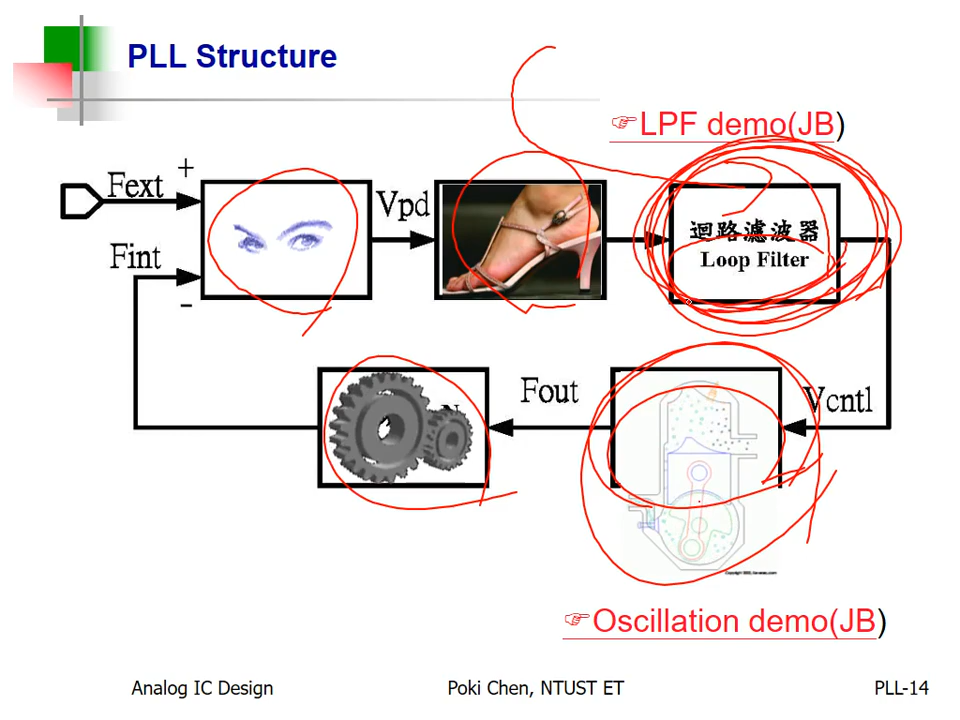 PLL Structure
LPF demo(JB)
Fext
+
Vpd
迴路濾波器
Loop Filter
Fint
-
Fout
Vcntl
N
Oscillation demo(JB)
Analog IC Design
Poki Chen, NTUST ET
PLL-14